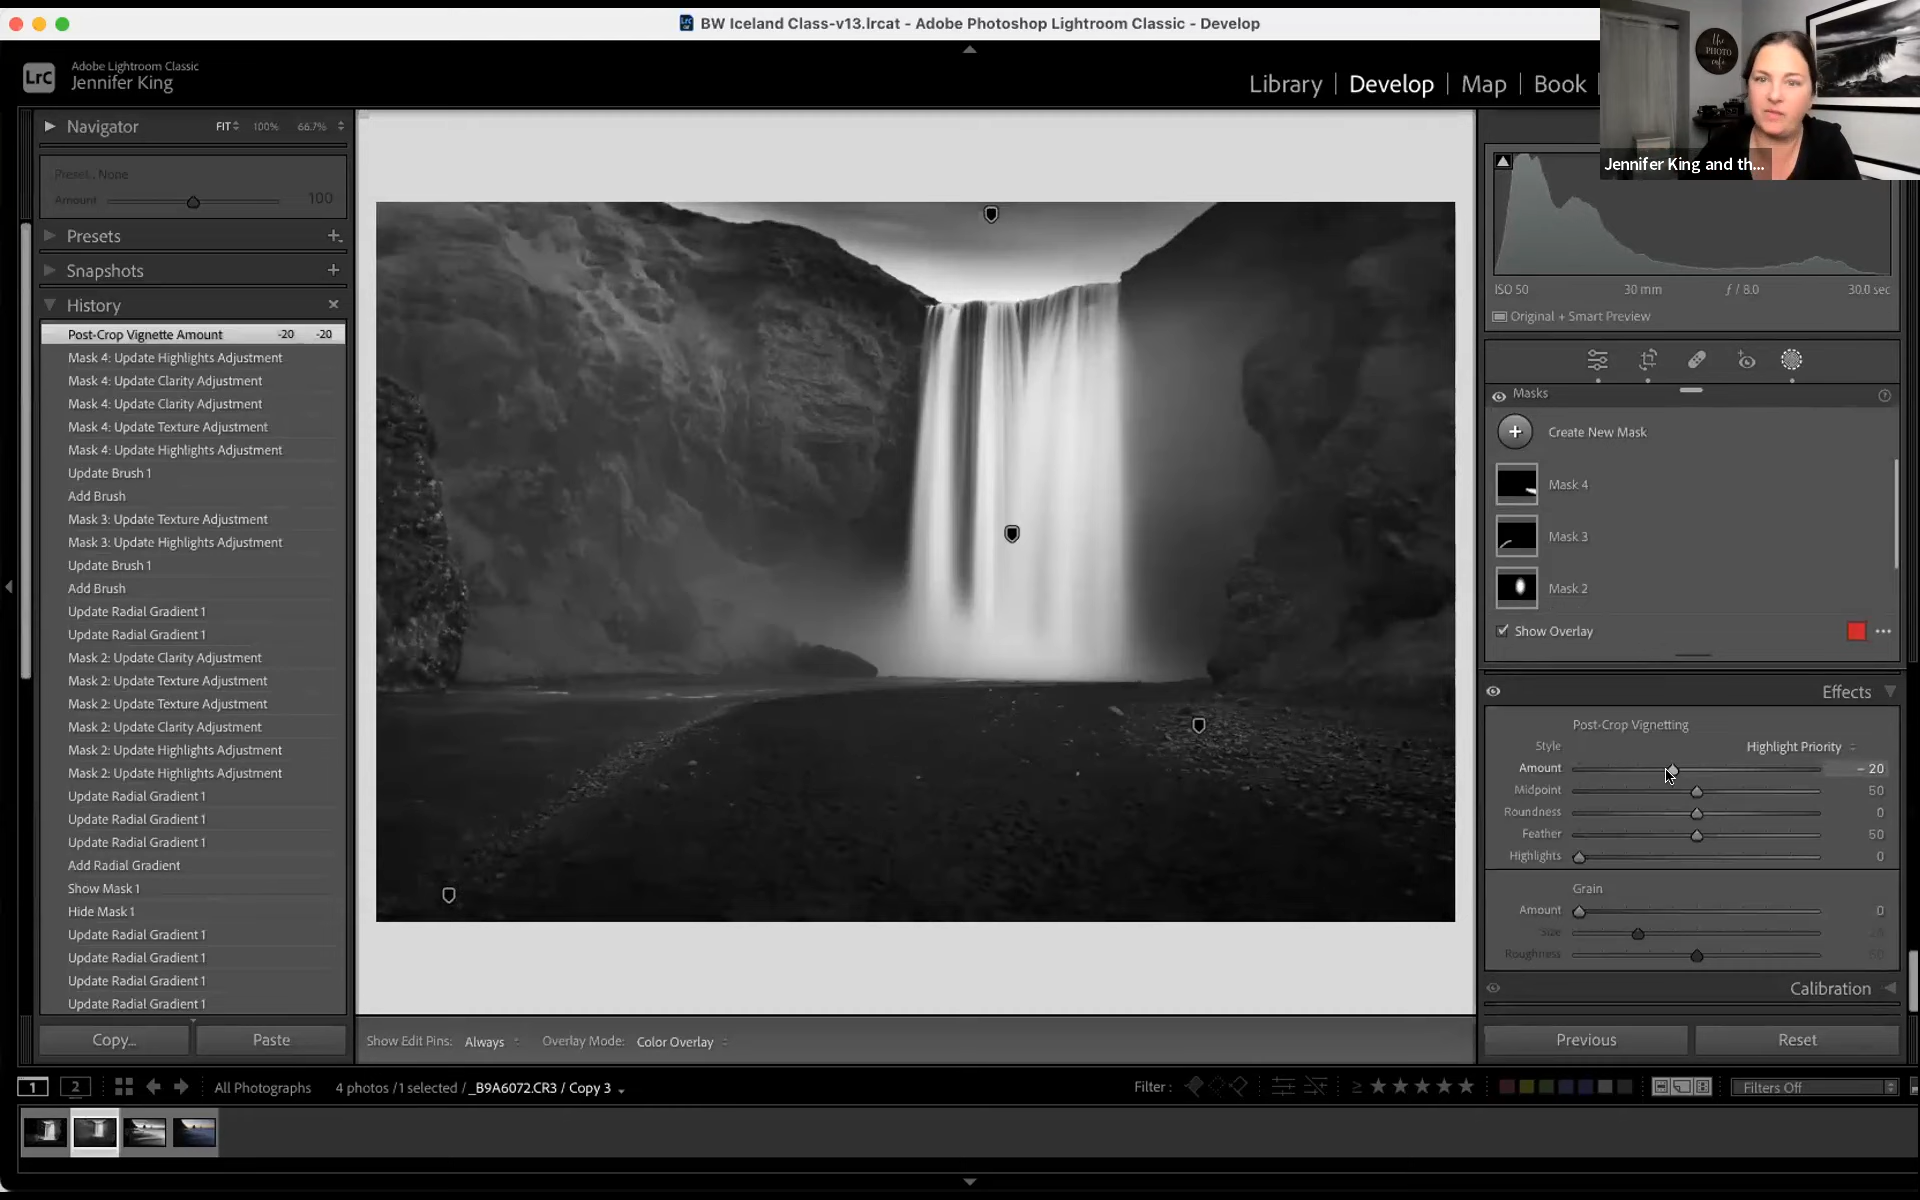 BW Iceland Class-v13.lrcat - Adobe Photoshop Lightroom Classic - Develop
LrC
Adobe Lightroom Classic
Jennifer King
Library | Develop | Map | Book
the
PHOTO
cafe
Jennifer King and th...
Navigator
FIT
100%
66.7%
Preset: None
Amount
100
Presets
Snapshots
History
Post-Crop Vignette Amount -20 -20
Mask 4: Update Highlights Adjustment
Mask 4: Update Clarity Adjustment
Mask 4: Update Clarity Adjustment
Mask 4: Update Texture Adjustment
Mask 4: Update Highlights Adjustment
Update Brush 1
Add Brush
Mask 3: Update Texture Adjustment
Mask 3: Update Highlights Adjustment
Update Brush 1
Add Brush
Update Radial Gradient 1
Update Radial Gradient 1
Mask 2: Update Clarity Adjustment
Mask 2: Update Texture Adjustment
Mask 2: Update Texture Adjustment
Mask 2: Update Clarity Adjustment
Mask 2: Update Highlights Adjustment
Mask 2: Update Highlights Adjustment
Update Radial Gradient 1
Update Radial Gradient 1
Update Radial Gradient 1
Add Radial Gradient
Show Mask 1
Hide Mask 1
Update Radial Gradient 1
Update Radial Gradient 1
Update Radial Gradient 1
Update Radial Gradient 1
Copy...
Paste
Show Edit Pins: Always
Overlay Mode: Color Overlay
ISO 50
30 mm
f / 8.0
30.0 sec
Original + Smart Preview
Masks
Create New Mask
Mask 4
Mask 3
Mask 2
Show Overlay
Effects
Post-Crop Vignetting
Style Highlight Priority
Amount - 20
Midpoint 50
Roundness 0
Feather 50
Highlights 0
Grain
Amount 0
Size
Roughness
Calibration
Previous
Reset
1
2
All Photographs
4 photos /1 selected /_B9A6072.CR3 / Copy 3
Filter :
≥ ★★★★★
Filters Off